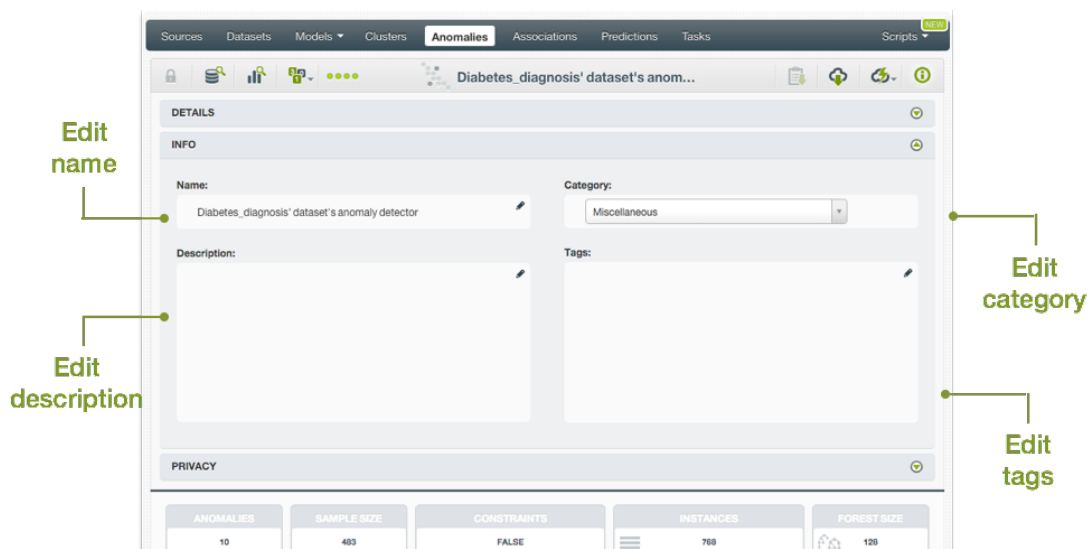 NEW
Sources Datasets Models Clusters Anomalies Associations Predictions Tasks Scripts
Diabetes_diagnosis' dataset's anom...
DETAILS
INFO
Edit
name
Name:
Diabetes_diagnosis' dataset's anomaly detector
Category:
Miscellaneous
Edit
category
Description:
Tags:
Edit
description
Edit
tags
PRIVACY
ANOMALIES SAMPLE SIZE CONSTRAINTS INSTANCES FOREST SIZE
10 483 FALSE 768 128